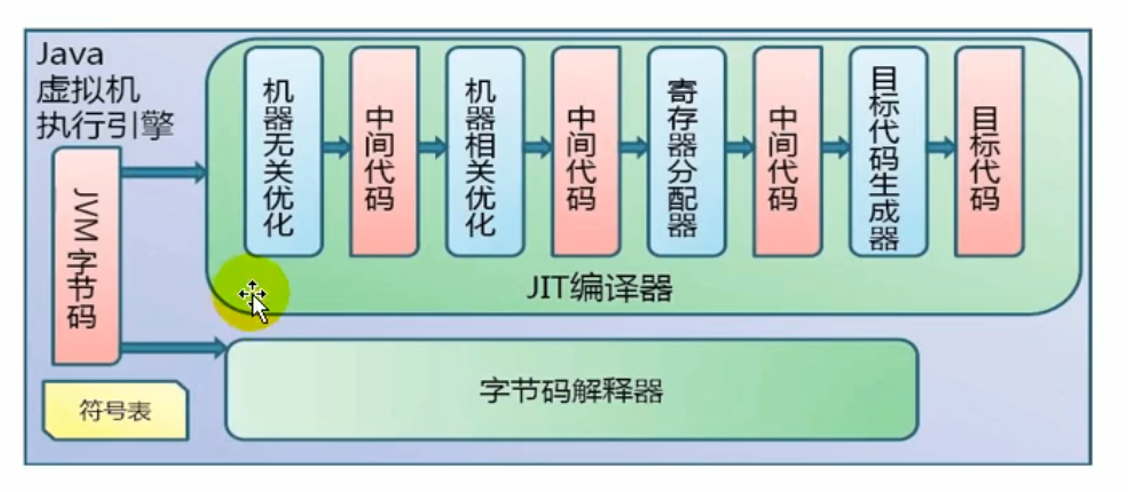 Java
虚拟机
执行引擎
JVM字节码
符号表
机器无关优化
中间代码
机器相关优化
中间代码
寄存器分配器
中间代码
目标代码生成器
目标代码
JIT编译器
字节码解释器